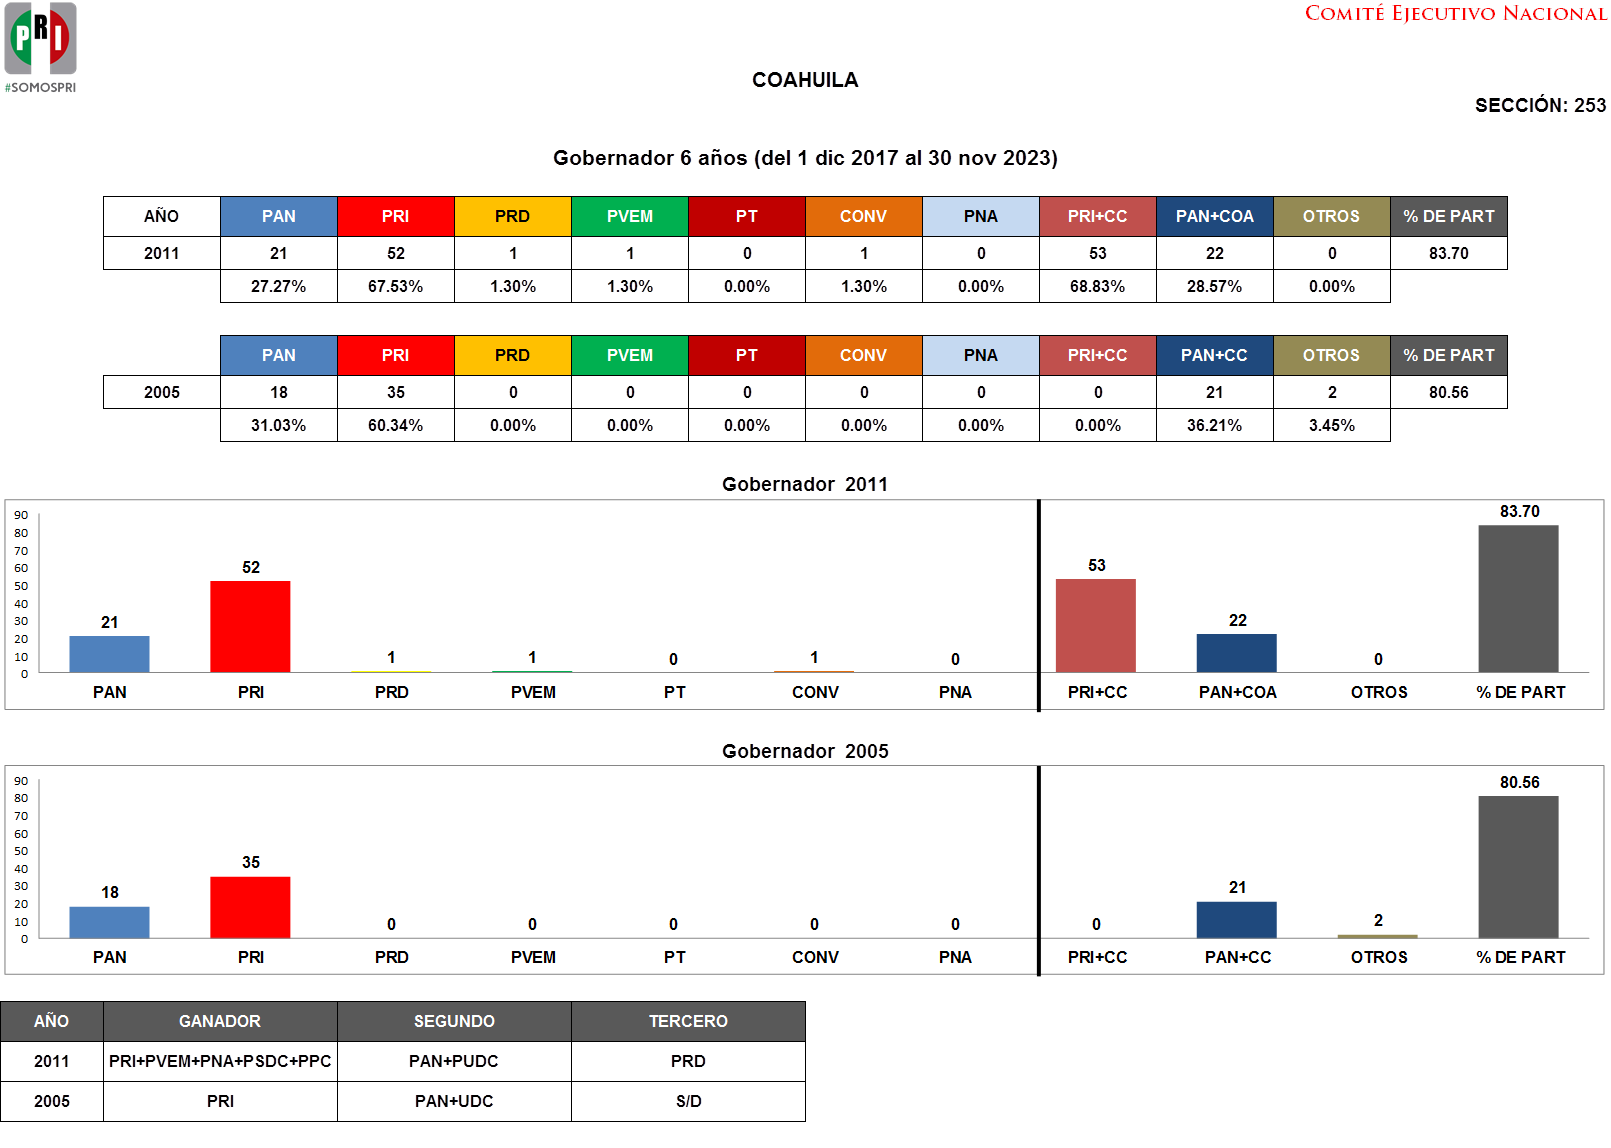 PRI
#SOMOSPRI
COMITÉ EJECUTIVO NACIONAL
COAHUILA
SECCIÓN: 253
Gobernador 6 años (del 1 dic 2017 al 30 nov 2023)
AÑO PAN PRI PRD PVEM PT CONV PNA PRI+CC PAN+COA OTROS % DE PART
2011 21 52 1 1 0 1 0 53 22 0 83.70
27.27% 67.53% 1.30% 1.30% 0.00% 1.30% 0.00% 68.83% 28.57% 0.00%
PAN PRI PRD PVEM PT CONV PNA PRI+CC PAN+CC OTROS % DE PART
2005 18 35 0 0 0 0 0 0 21 2 80.56
31.03% 60.34% 0.00% 0.00% 0.00% 0.00% 0.00% 0.00% 36.21% 3.45%
Gobernador 2011
90
80
70
60
50
40
30
20
10
0
21 52 1 1 0 1 0 53 22 0 83.70
PAN PRI PRD PVEM PT CONV PNA PRI+CC PAN+COA OTROS % DE PART
Gobernador 2005
90
80
70
60
50
40
30
20
10
0
18 35 0 0 0 0 0 0 21 2 80.56
PAN PRI PRD PVEM PT CONV PNA PRI+CC PAN+CC OTROS % DE PART
AÑO GANADOR SEGUNDO TERCERO
2011 PRI+PVEM+PNA+PSDC+PPC PAN+PUDC PRD
2005 PRI PAN+UDC S/D